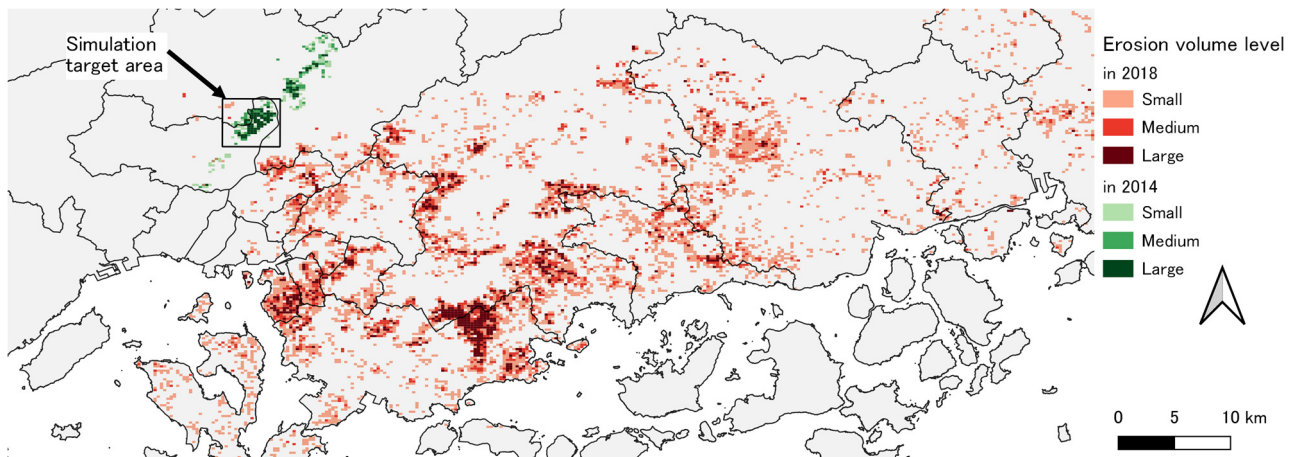 Simulation
target area
Erosion volume level
in 2018
Small
Medium
Large
in 2014
Small
Medium
Large
0 5 10 km